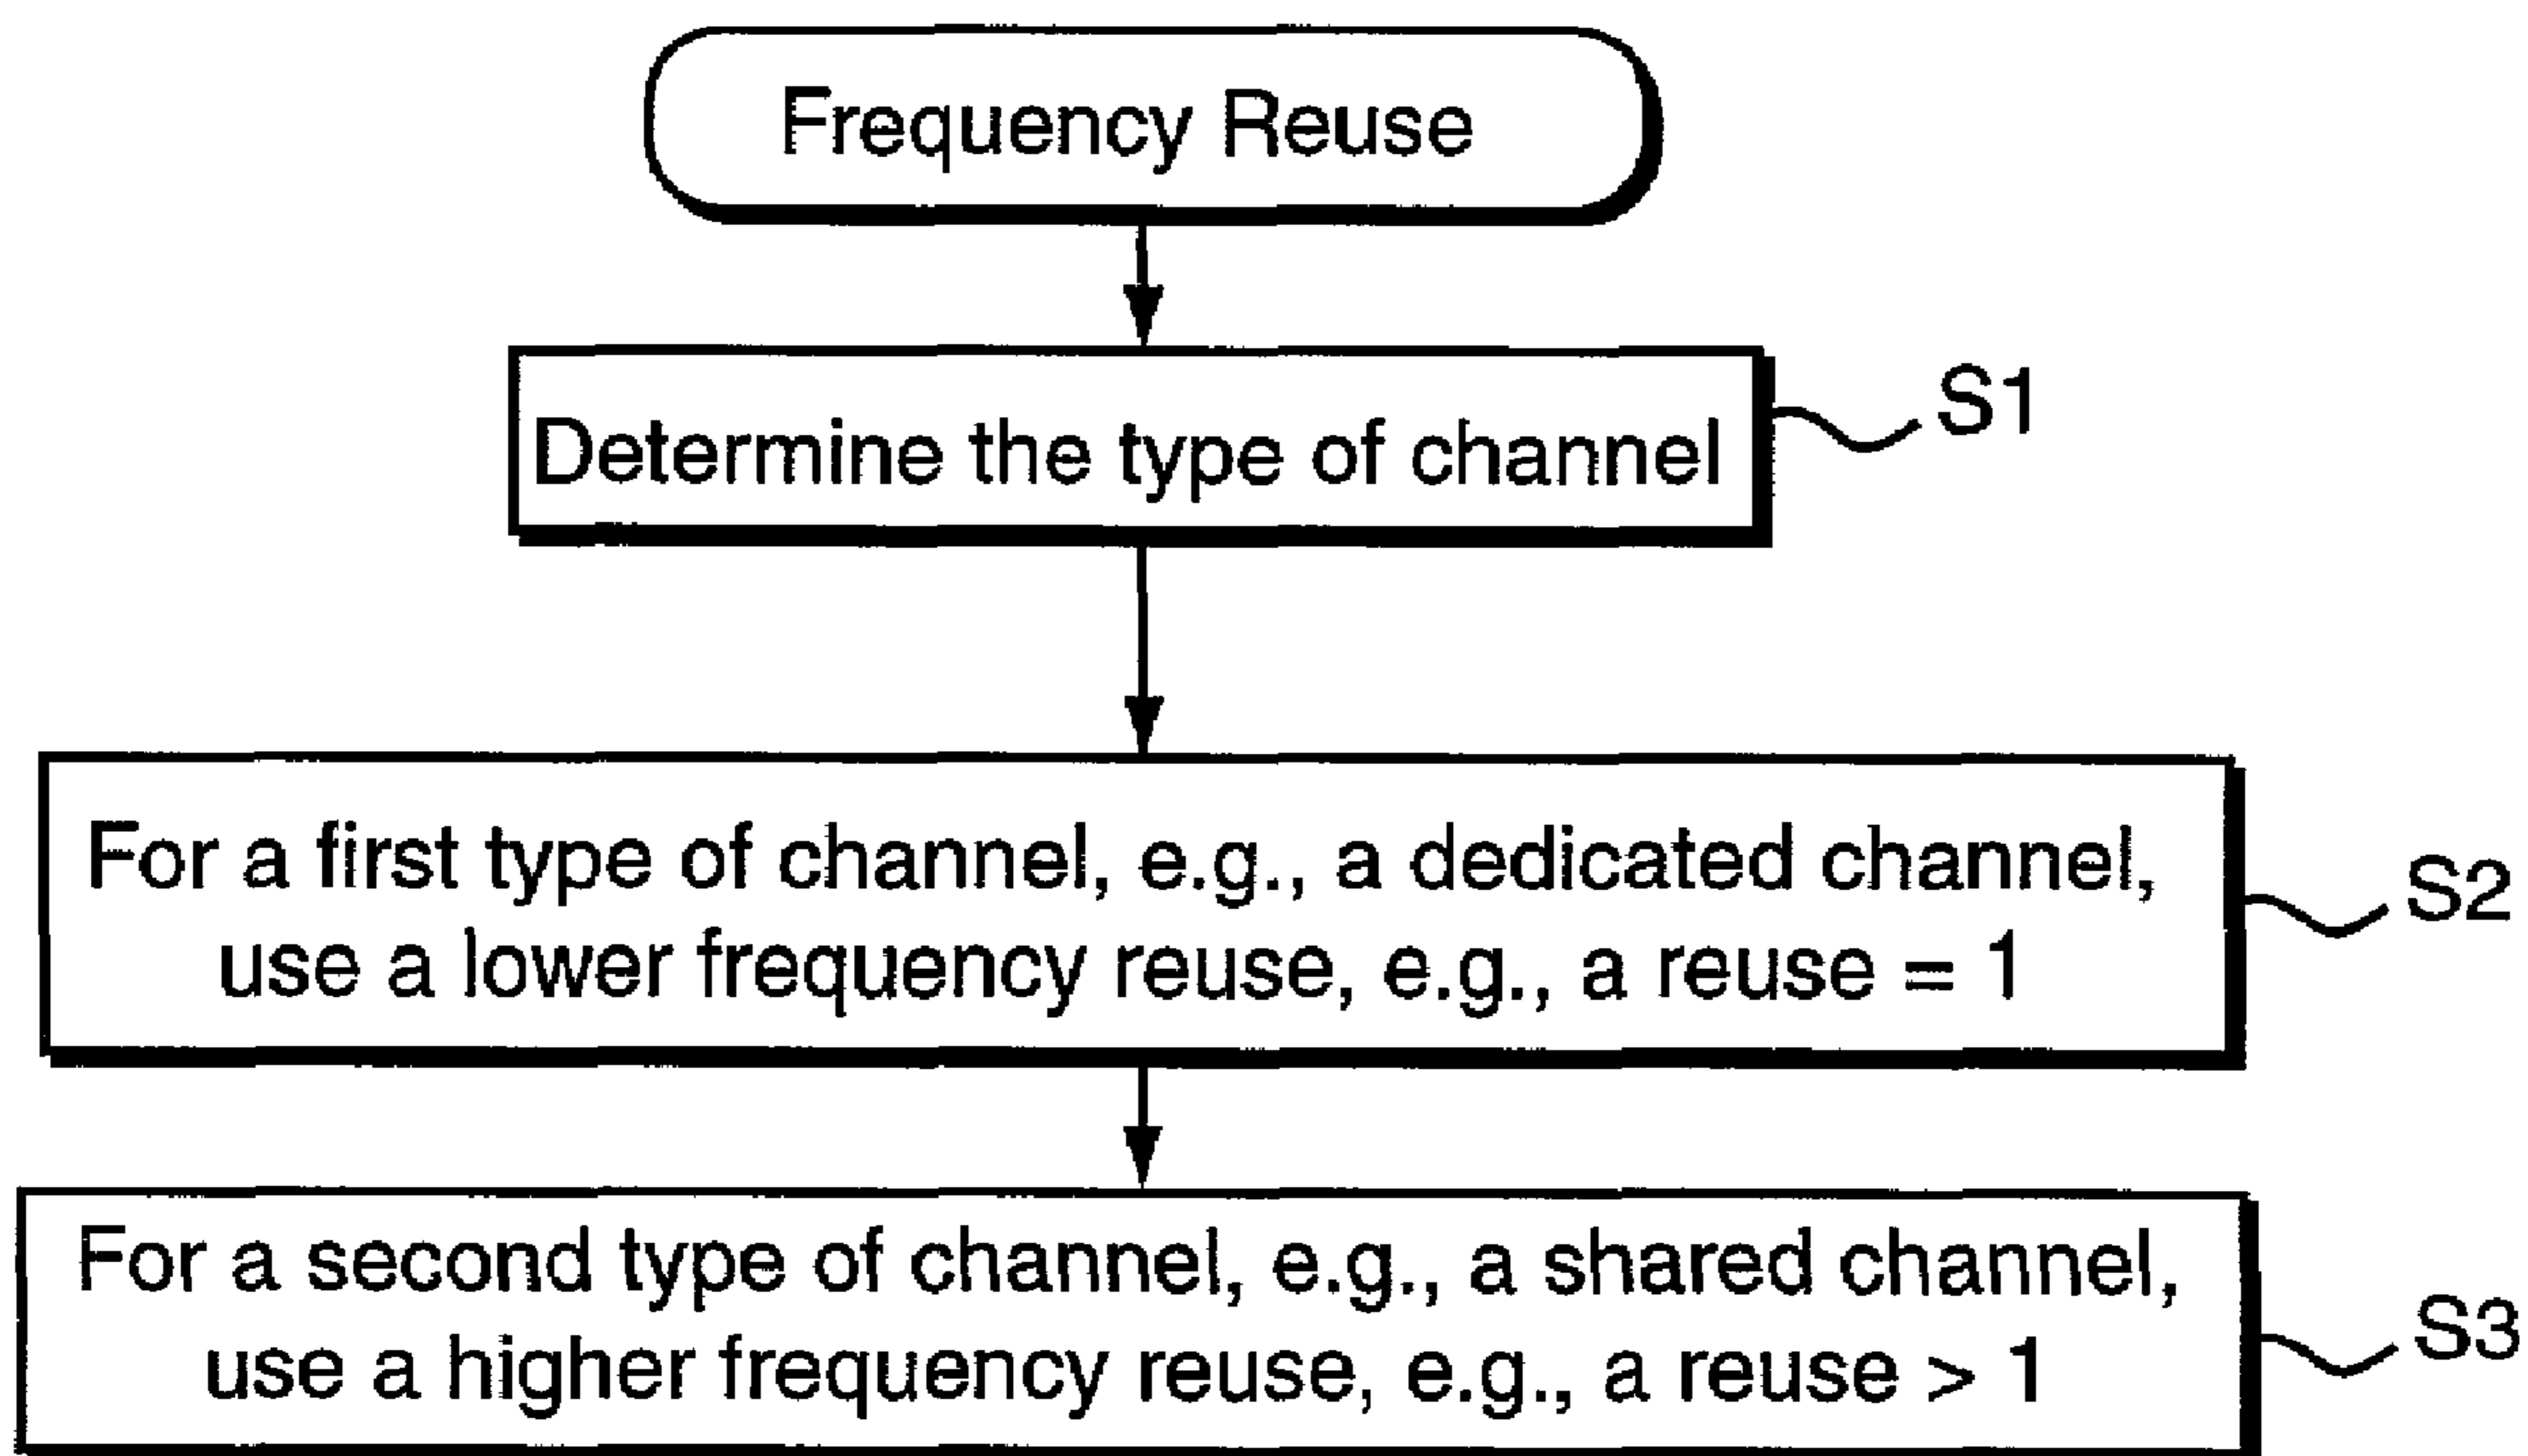 Frequency Reuse
Determine the type of channel
S1
For a first type of channel, e.g., a dedicated channel,
use a lower frequency reuse, e.g., a reuse = 1
S2
For a second type of channel, e.g., a shared channel,
use a higher frequency reuse, e.g., a reuse > 1
S3